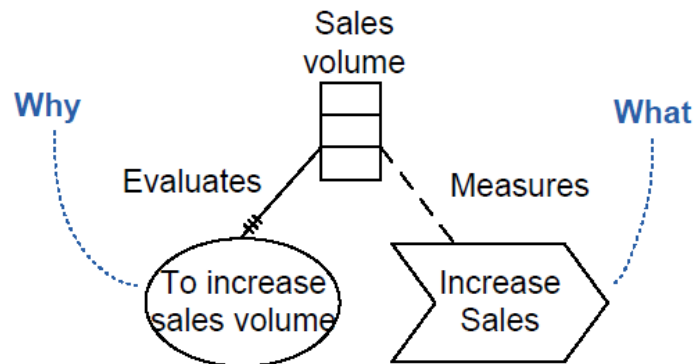 Sales
volume
Why
What
Evaluates
Measures
To increase
sales volume
Increase
Sales